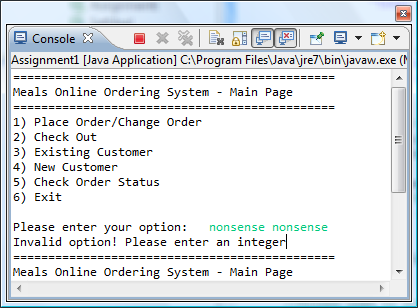 Console
Assignment1 [Java Application] C:\Program Files\Java\jre7\bin\javaw.exe (M
==========================================
Meals Online Ordering System - Main Page
==========================================
1) Place Order/Change Order
2) Check Out
3) Existing Customer
4) New Customer
5) Check Order Status
6) Exit
Please enter your option:   nonsense nonsense
Invalid option! Please enter an integer
==========================================
Meals Online Ordering System - Main Page